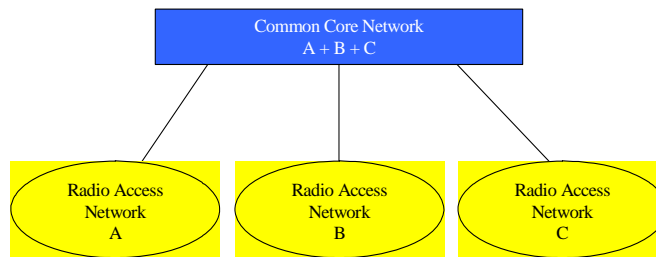 Common Core Network
A + B + C
Radio Access
Network
A
Radio Access
Network
B
Radio Access
Network
C